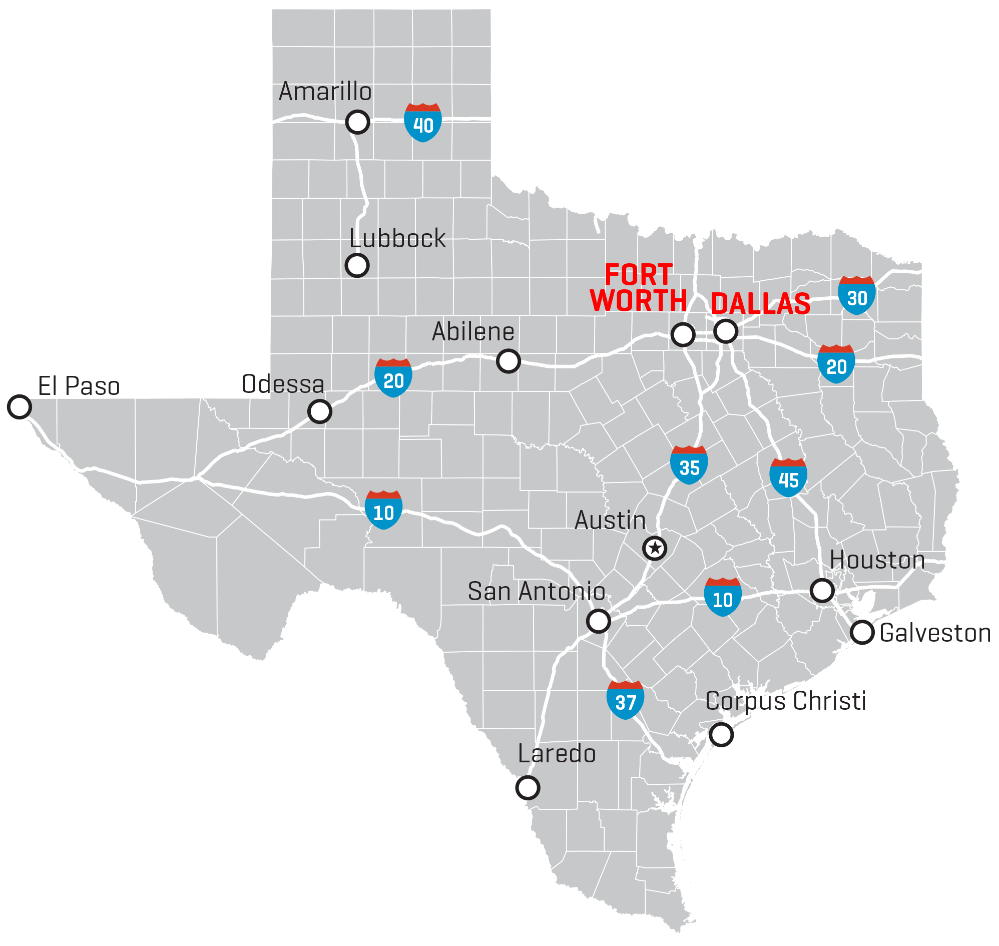 Amarillo
40
Lubbock
FORT
WORTH
DALLAS
30
Abilene
20
20
El Paso
Odessa
35
45
10
Austin
Houston
San Antonio
10
Galveston
37
Corpus Christi
Laredo